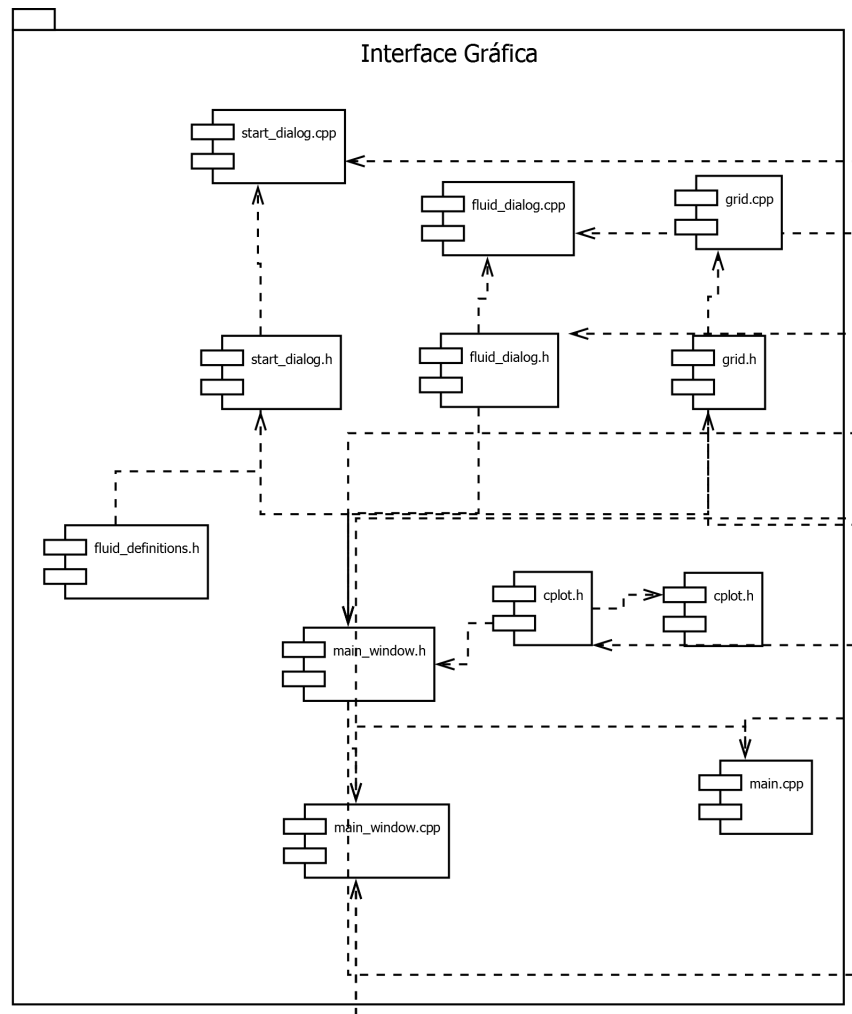 Interface Gráfica
start_dialog.cpp
fluid_dialog.cpp
grid.cpp
start_dialog.h
fluid_dialog.h
grid.h
fluid_definitions.h
cplot.h
cplot.h
main_window.h
main.cpp
main_window.cpp